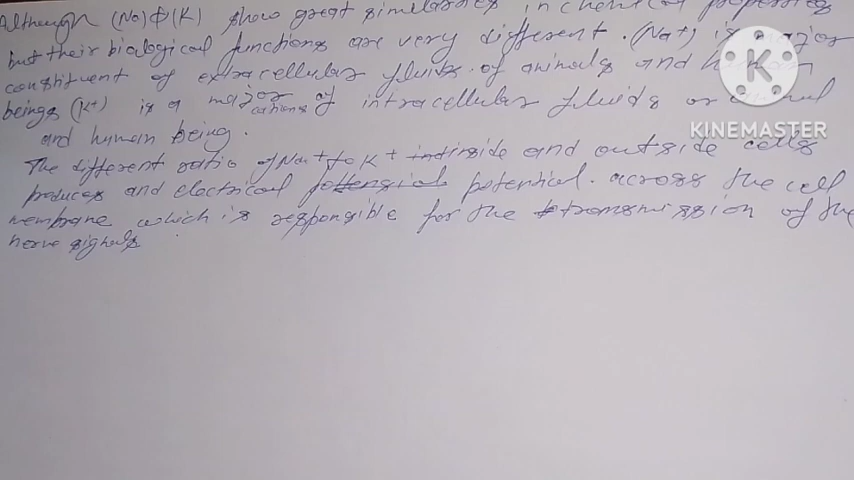 Although (Na) & (K) show great similarities in chemical properties
but their biological functions are very different. (Na+) is major
constituent of extracellular fluids of animals and human
beings (K+) is a major cations of intracellular fluids or animal
and human being.
The different ratio of Na+ to K+ inside and outside cells
produces and electrical potential. across the cell
membrane which is responsible for the transmission of the
nerve signals
K
KINEMASTER